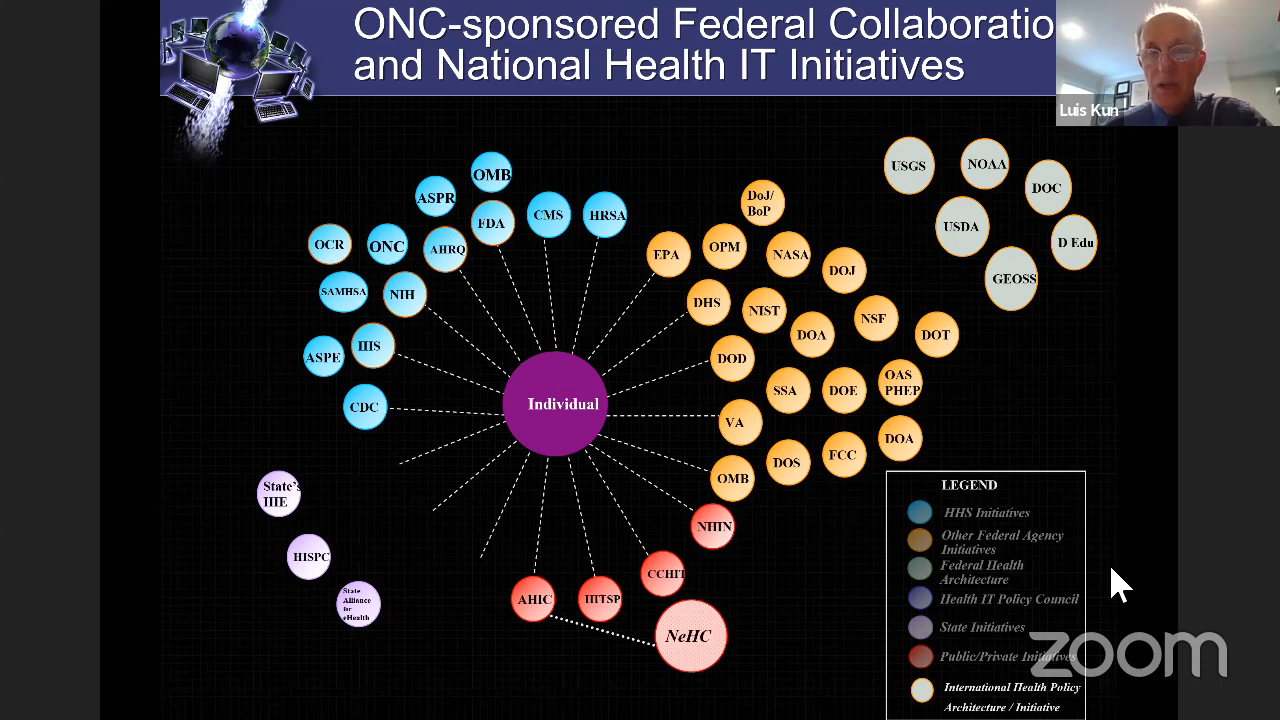 ONC-sponsored Federal Collaboratio
and National Health IT Initiatives
Luis Kun
OMB
ASPR
FDA
CMS
HRSA
OCR
ONC
AHRQ
SAMHSA
NIH
ASPE
IHS
CDC
Individual
DoJ/
BoP
EPA
OPM
NASA
DOJ
DHS
NIST
DOA
NSF
DOT
DOD
SSA
DOE
OAS
PHEP
VA
DOS
FCC
DOA
OMB
USGS
NOAA
DOC
USDA
D Edu
GEOSS
State's
HIE
HISPC
State
Alliance
for
eHealth
AHIC
HITSP
CCHIT
NHIN
NeHC
LEGEND
HHS Initiatives
Other Federal Agency
Initiatives
Federal Health
Architecture
Health IT Policy Council
State Initiatives
Public/Private Initiatives
International Health Policy
Architecture / Initiative
zoom